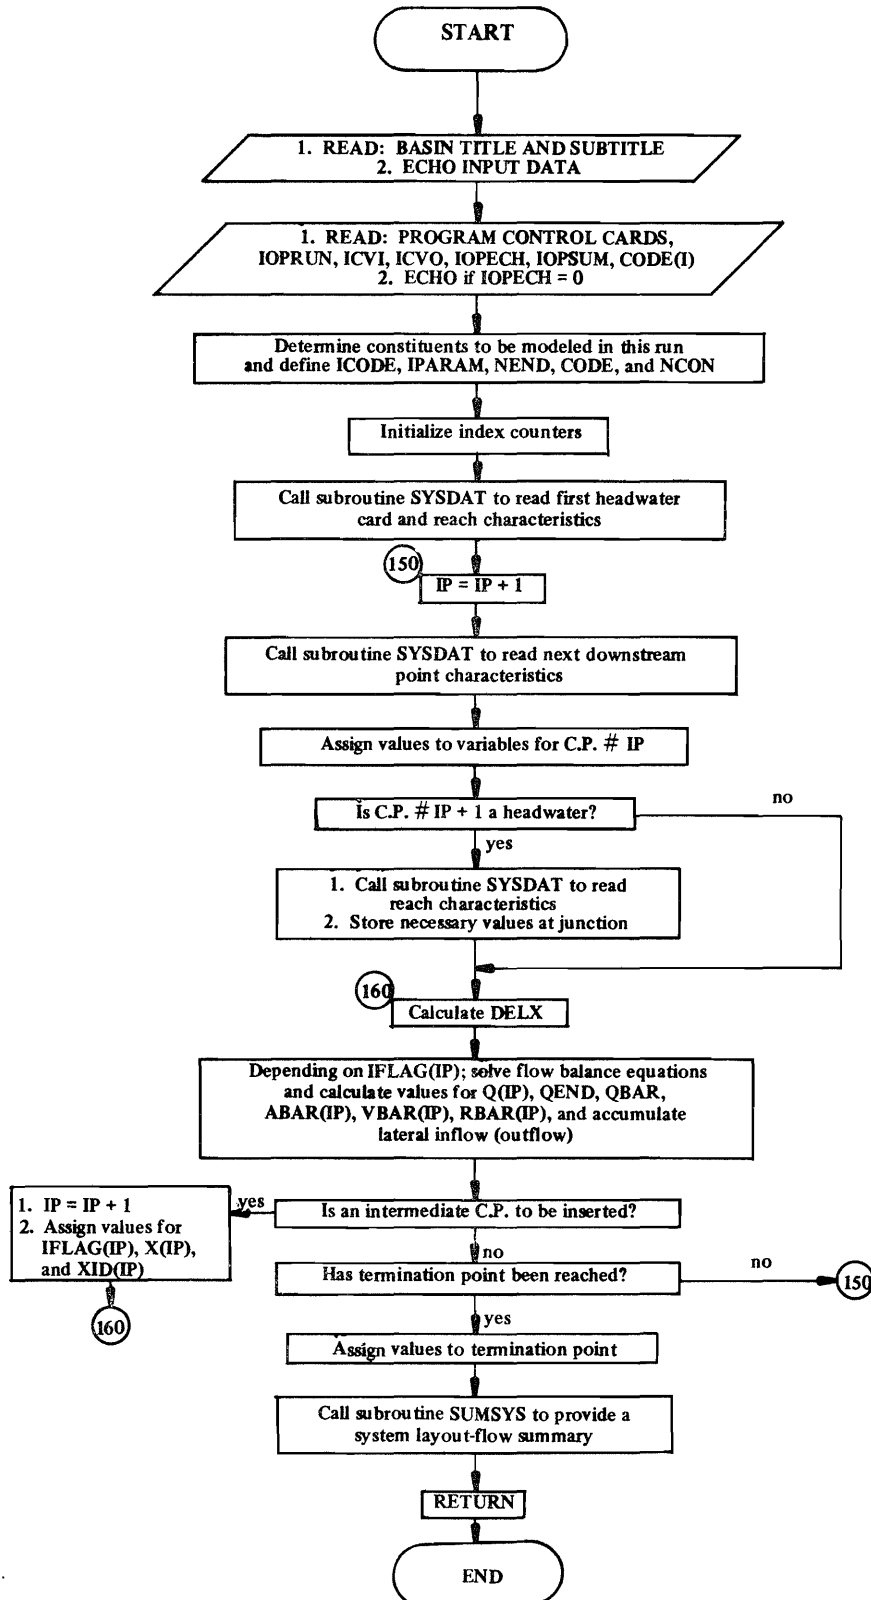 START
1. READ: BASIN TITLE AND SUBTITLE
2. ECHO INPUT DATA
1. READ: PROGRAM CONTROL CARDS,
IOPRUN, ICVI, ICVO, IOPECH, IOPSUM, CODE(I)
2. ECHO if IOPECH = 0
Determine constituents to be modeled in this run
and define ICODE, IPARAM, NEND, CODE, and NCON
Initialize index counters
Call subroutine SYSDAT to read first headwater
card and reach characteristics
150
IP = IP + 1
Call subroutine SYSDAT to read next downstream
point characteristics
Assign values to variables for C.P. # IP
Is C.P. # IP + 1 a headwater?
no
yes
1. Call subroutine SYSDAT to read
reach characteristics
2. Store necessary values at junction
160
Calculate DELX
Depending on IFLAG(IP); solve flow balance equations
and calculate values for Q(IP), QEND, QBAR,
ABAR(IP), VBAR(IP), RBAR(IP), and accumulate
lateral inflow (outflow)
Is an intermediate C.P. to be inserted?
yes
1. IP = IP + 1
2. Assign values for
IFLAG(IP), X(IP),
and XID(IP)
160
no
Has termination point been reached?
no
150
yes
Assign values to termination point
Call subroutine SUMSYS to provide a
system layout-flow summary
RETURN
END